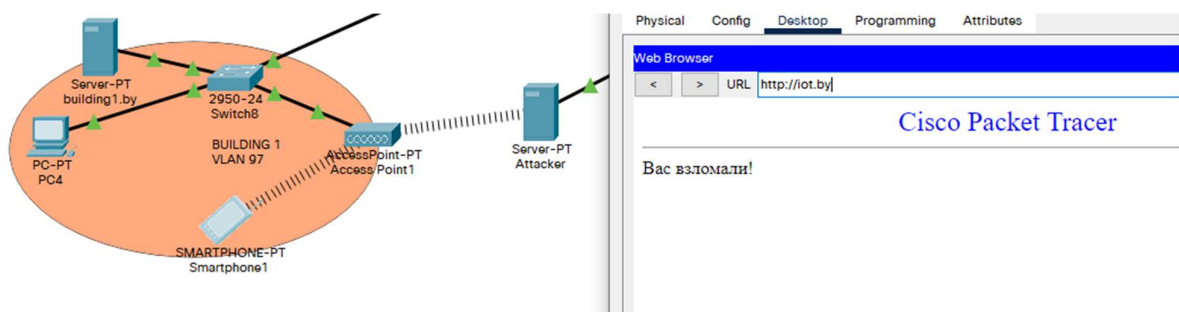 Server-PT
building1.by
2950-24
Switch8
PC-PT
PC4
BUILDING 1
VLAN 97
AccessPoint-PT
Access Point1
SMARTPHONE-PT
Smartphone1
Server-PT
Attacker
Physical Config Desktop Programming Attributes
Web Browser
< > URL http://iot.by
Cisco Packet Tracer
Вас взломали!